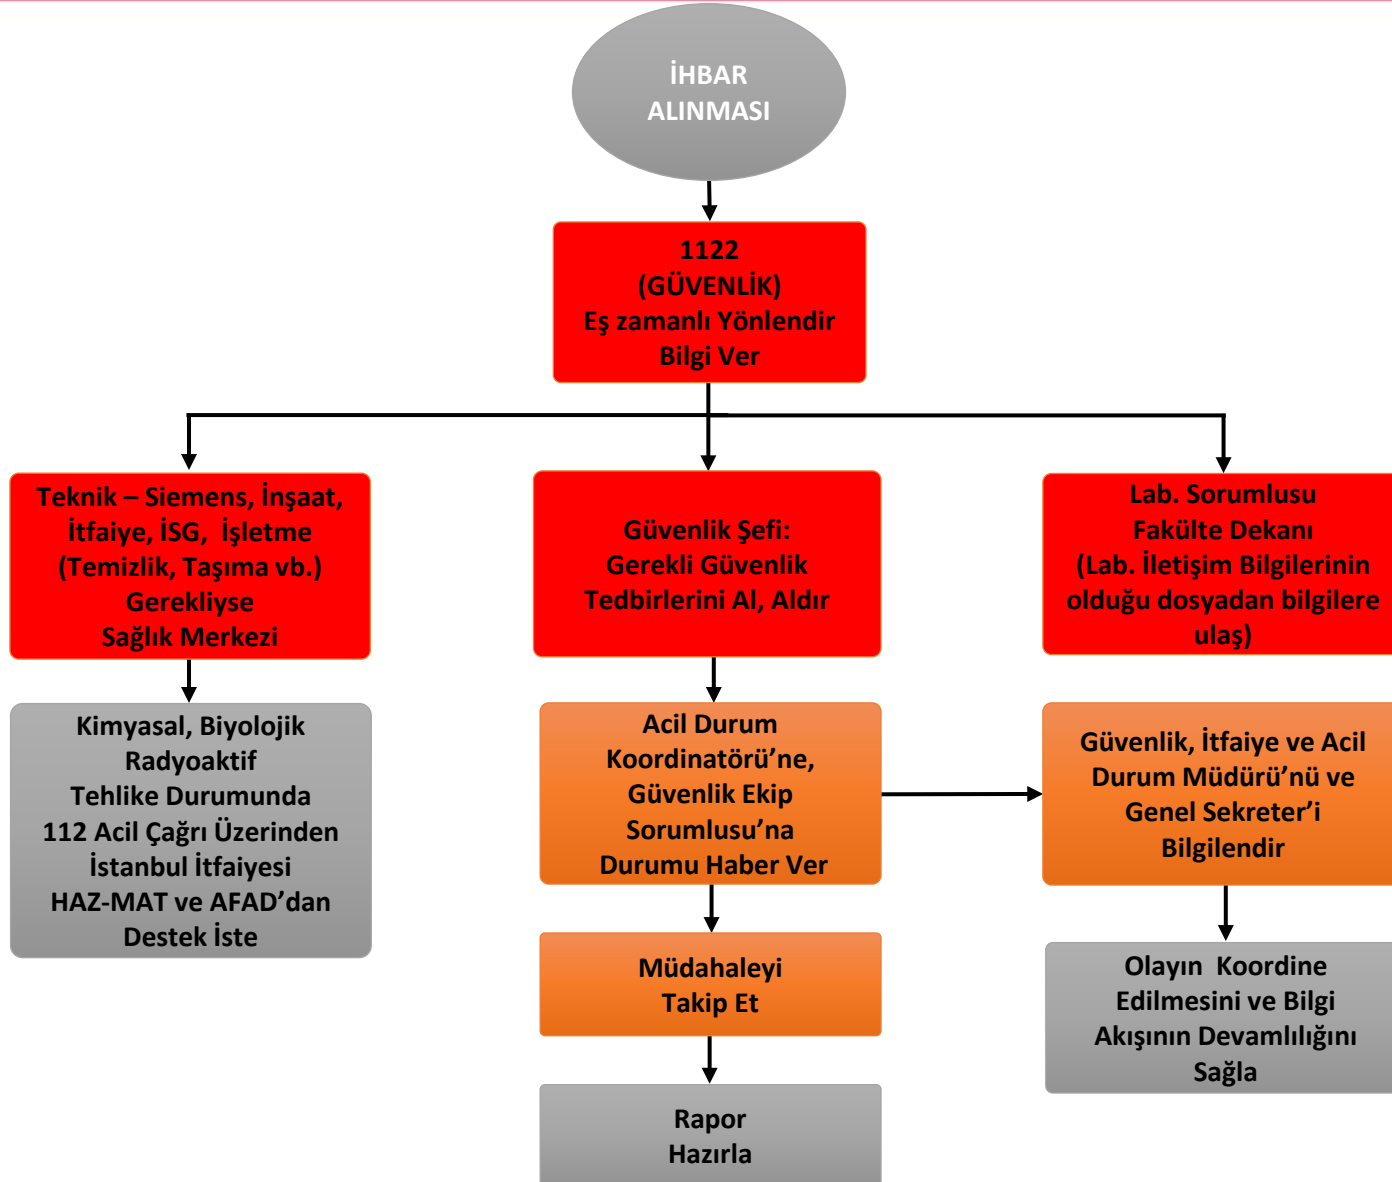 İHBAR
ALINMASI
1122
(GÜVENLİK)
Eş zamanlı Yönlendir
Bilgi Ver
Teknik – Siemens, İnşaat,
İtfaiye, İSG, İşletme
(Temizlik, Taşıma vb.)
Gerekliyse
Sağlık Merkezi
Güvenlik Şefi:
Gerekli Güvenlik
Tedbirlerini Al, Aldır
Lab. Sorumlusu
Fakülte Dekanı
(Lab. İletişim Bilgilerinin
olduğu dosyadan bilgilere
ulaş)
Kimyasal, Biyolojik
Radyoaktif
Tehlike Durumunda
112 Acil Çağrı Üzerinden
İstanbul İtfaiyesi
HAZ-MAT ve AFAD’dan
Destek İste
Acil Durum
Koordinatörü’ne,
Güvenlik Ekip
Sorumlusu’na
Durumu Haber Ver
Güvenlik, İtfaiye ve Acil
Durum Müdürü’nü ve
Genel Sekreter’i
Bilgilendir
Müdahaleyi
Takip Et
Olayın Koordine
Edilmesini ve Bilgi
Akışının Devamlılığını
Sağla
Rapor
Hazırla